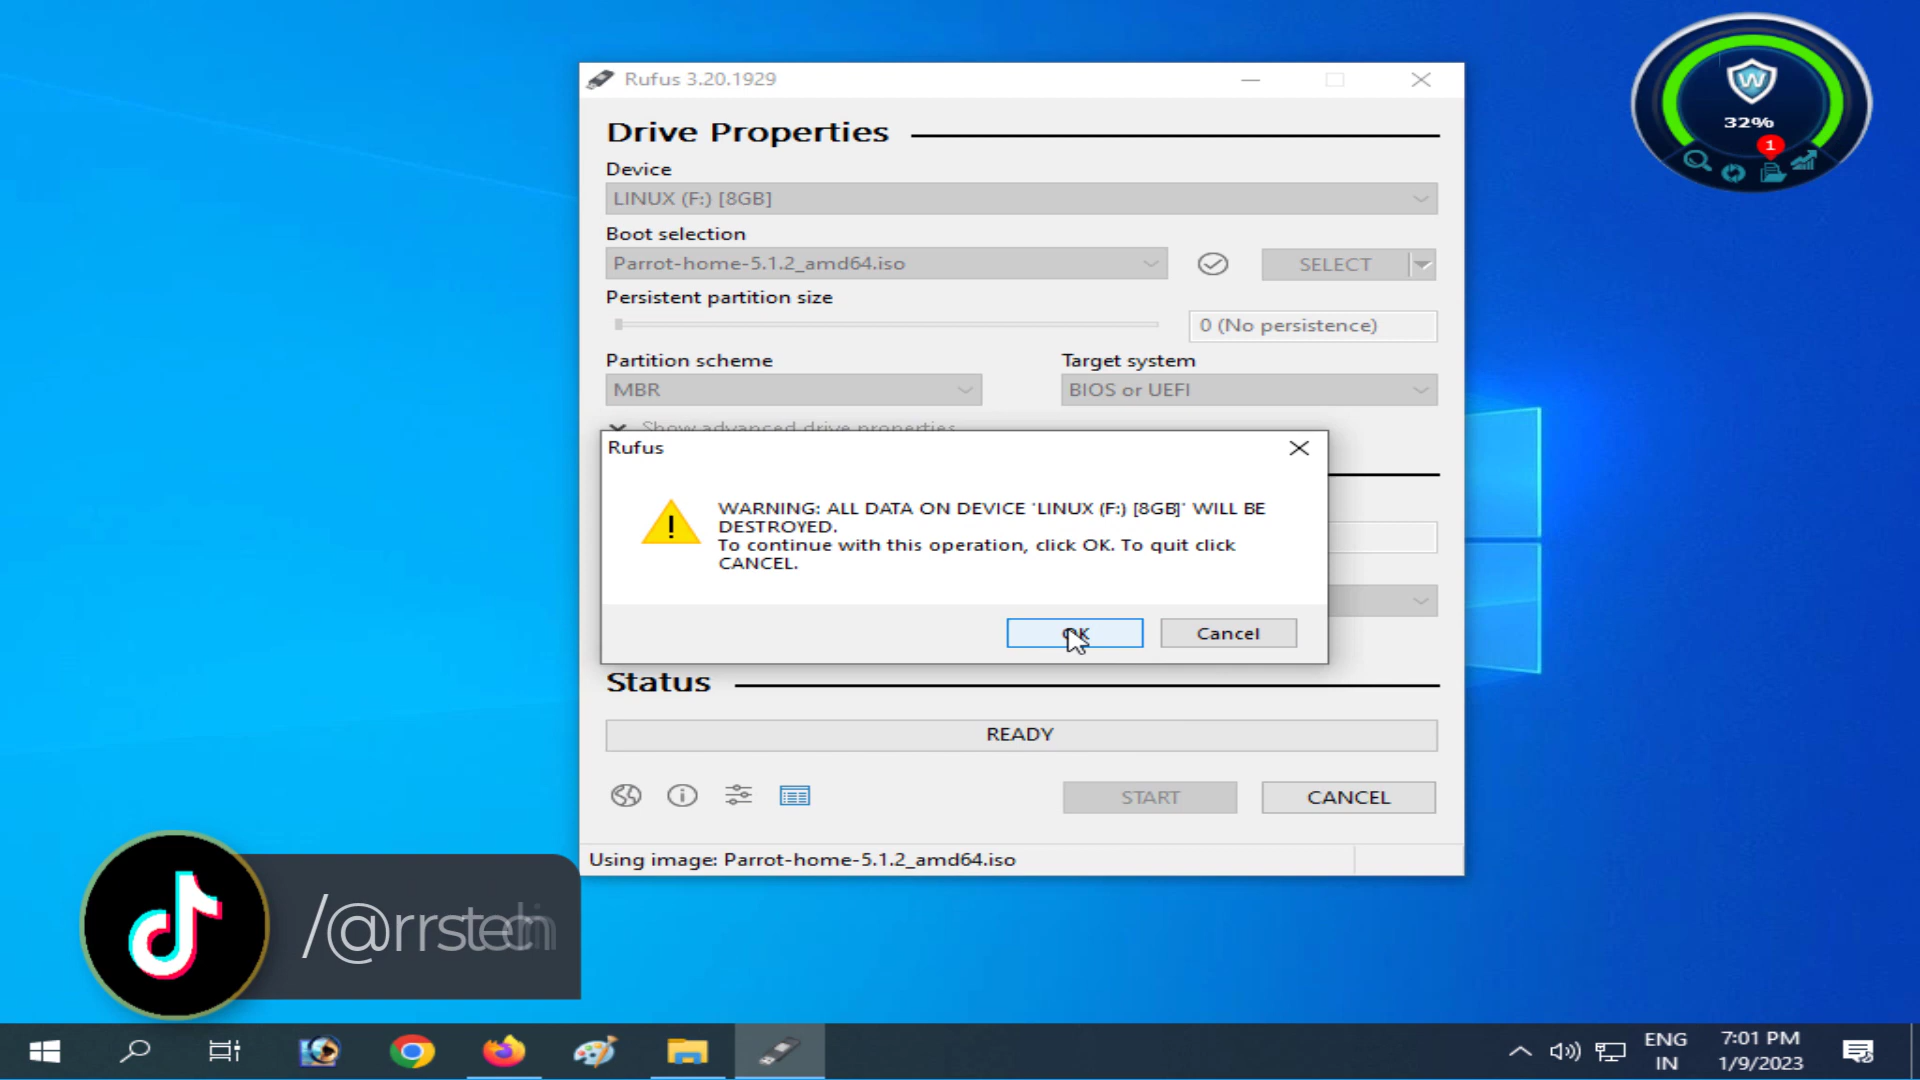 Rufus 3.20.1929
32%
1
Drive Properties
Device
LINUX (F:) [8GB]
Boot selection
Parrot-home-5.1.2_amd64.iso
SELECT
Persistent partition size
0 (No persistence)
Partition scheme
Target system
MBR
BIOS or UEFI
Show advanced drive properties
Rufus
WARNING: ALL DATA ON DEVICE 'LINUX (F:) [8GB]' WILL BE
DESTROYED.
To continue with this operation, click OK. To quit click
CANCEL.
OK
Cancel
Status
READY
START
CANCEL
Using image: Parrot-home-5.1.2_amd64.iso
ENG
IN
7:01 PM
1/9/2023